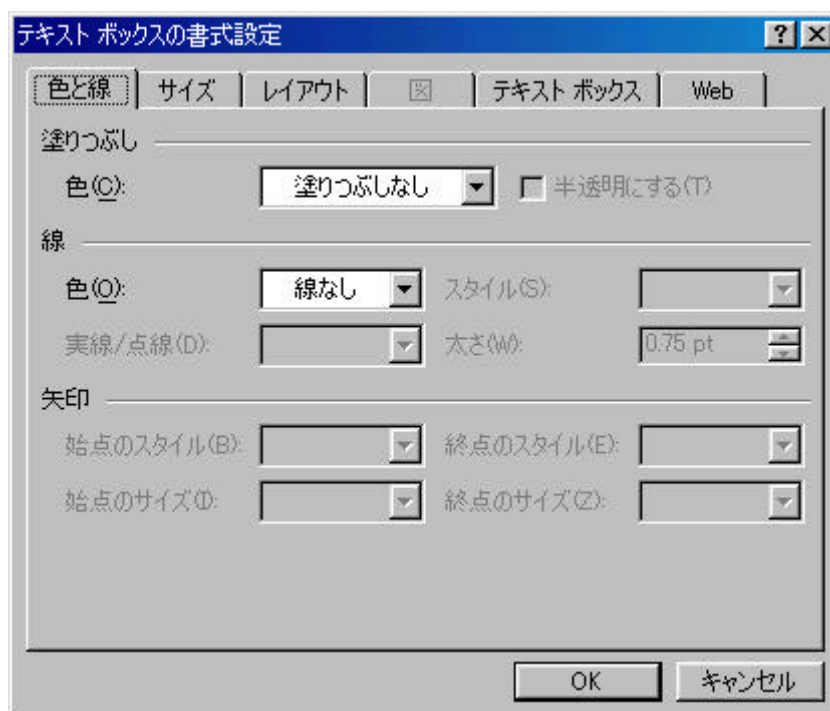 テキスト ボックスの書式設定
色と線 サイズ レイアウト 図 テキスト ボックス Web
塗りつぶし
色(C): 塗りつぶしなし 半透明にする(T)
線
色(O): 線なし スタイル(S):
実線/点線(D): 太さ(W): 0.75 pt
矢印
始点のスタイル(B): 終点のスタイル(E):
始点のサイズ(I): 終点のサイズ(Z):
OK キャンセル